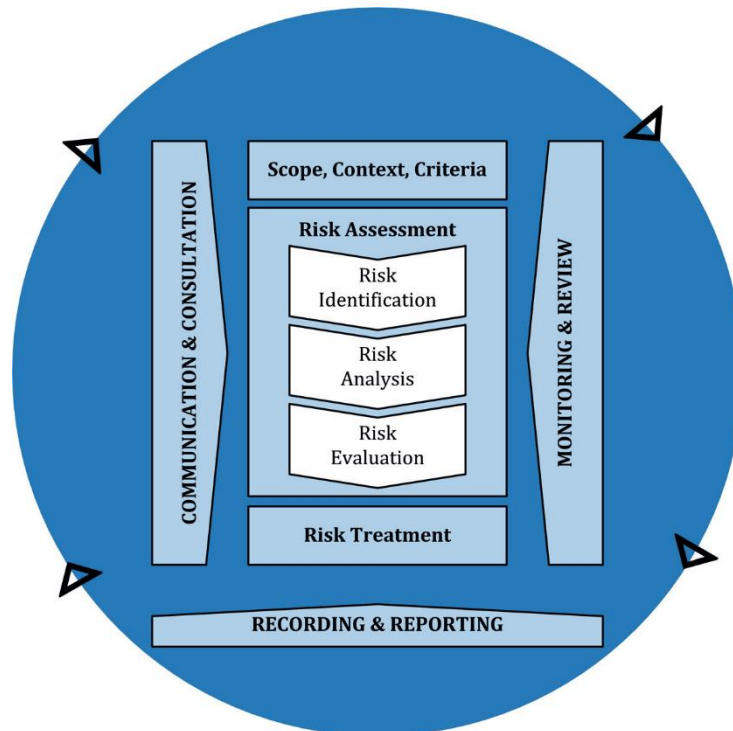 Scope, Context, Criteria
Risk Assessment
Risk
Identification
Risk
Analysis
Risk
Evaluation
Risk Treatment
COMMUNICATION & CONSULTATION
MONITORING & REVIEW
RECORDING & REPORTING